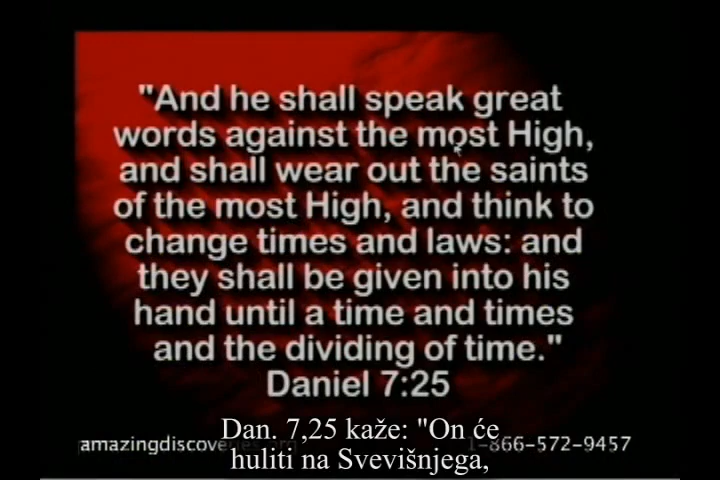 "And he shall speak great
words against the most High,
and shall wear out the saints
of the most High, and think to
change times and laws: and
they shall be given into his
hand until a time and times
and the dividing of time."
Daniel 7:25
amazingdiscoveries.org
1-866-572-9457
Dan. 7,25 kaže: "On će
huliti na Svevišnjega,